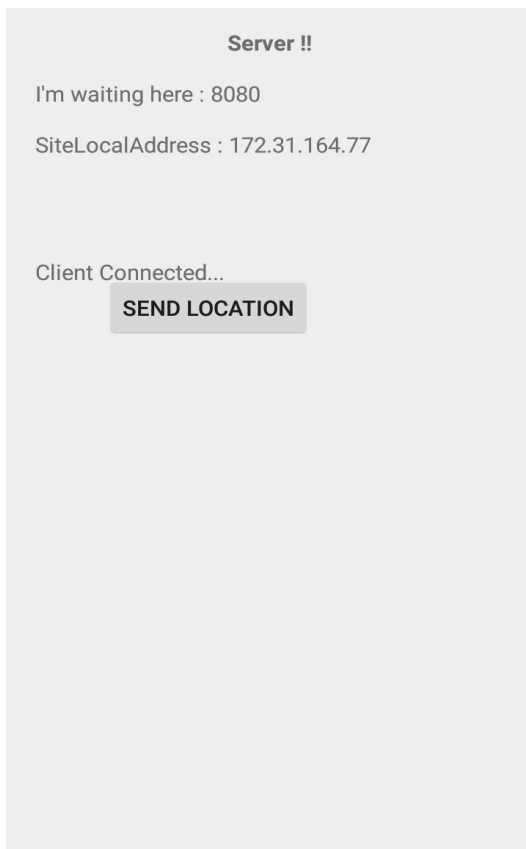 Server !!
I'm waiting here : 8080
SiteLocalAddress : 172.31.164.77
Client Connected...
SEND LOCATION